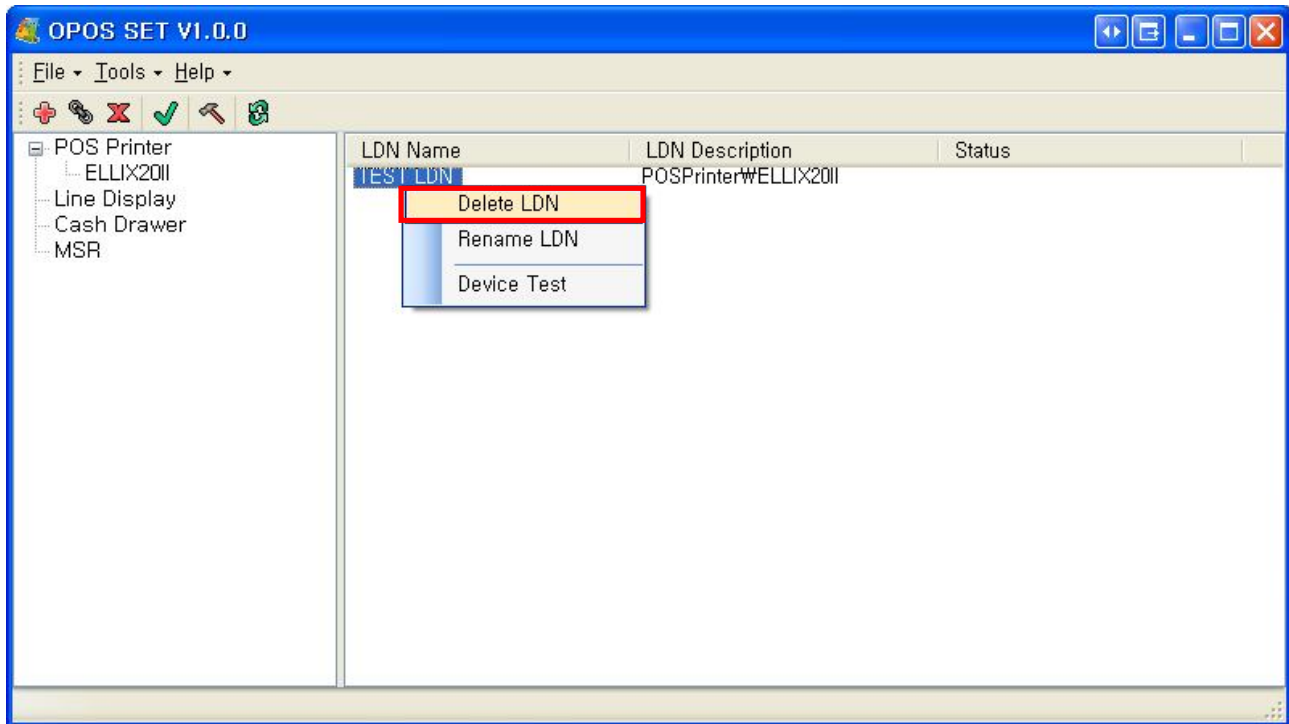 OPOS SET V1.0.0
File Tools Help
POS Printer
ELLIX20II
Line Display
Cash Drawer
MSR
LDN Name LDN Description Status
TEST LDN POSPrinter₩ELLIX20II
Delete LDN
Rename LDN
Device Test